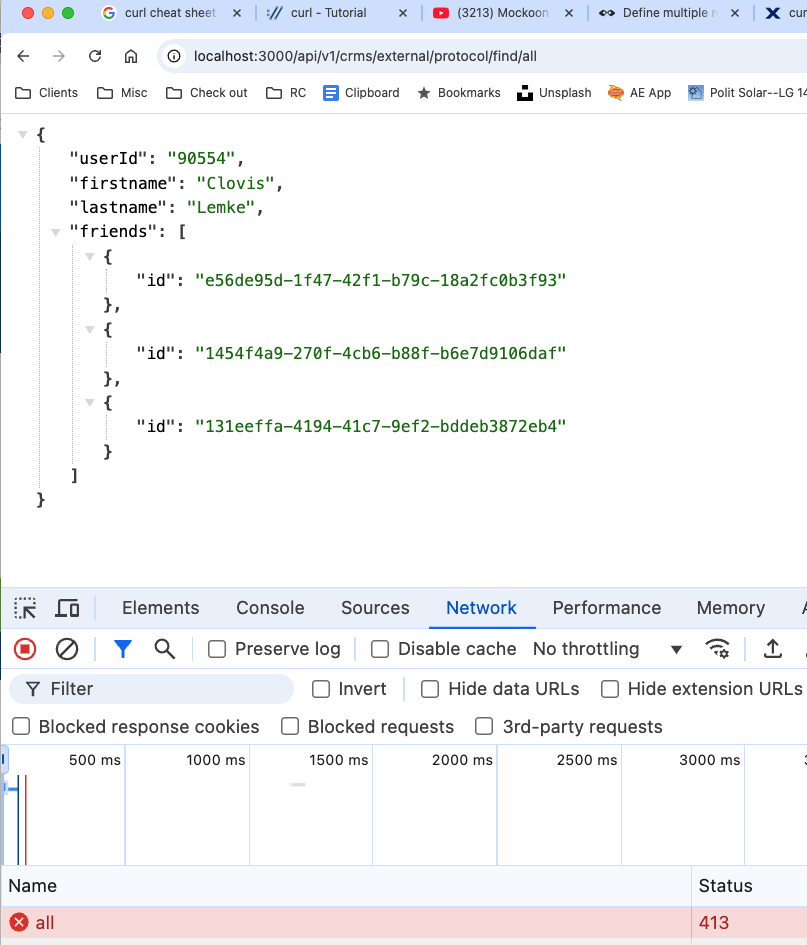 curl cheat sheet
curl - Tutorial
(3213) Mockoon
Define multiple r
cur
localhost:3000/api/v1/crms/external/protocol/find/all
Clients Misc Check out RC Clipboard Bookmarks Unsplash AE App Polit Solar--LG 14
{
"userId": "90554",
"firstname": "Clovis",
"lastname": "Lemke",
"friends": [
{
"id": "e56de95d-1f47-42f1-b79c-18a2fc0b3f93"
},
{
"id": "1454f4a9-270f-4cb6-b88f-b6e7d9106daf"
},
{
"id": "131eeffa-4194-41c7-9ef2-bddeb3872eb4"
}
]
}
Elements Console Sources Network Performance Memory A
Preserve log Disable cache No throttling
Filter Invert Hide data URLs Hide extension URLs
Blocked response cookies Blocked requests 3rd-party requests
500 ms 1000 ms 1500 ms 2000 ms 2500 ms 3000 ms
Name Status
all 413